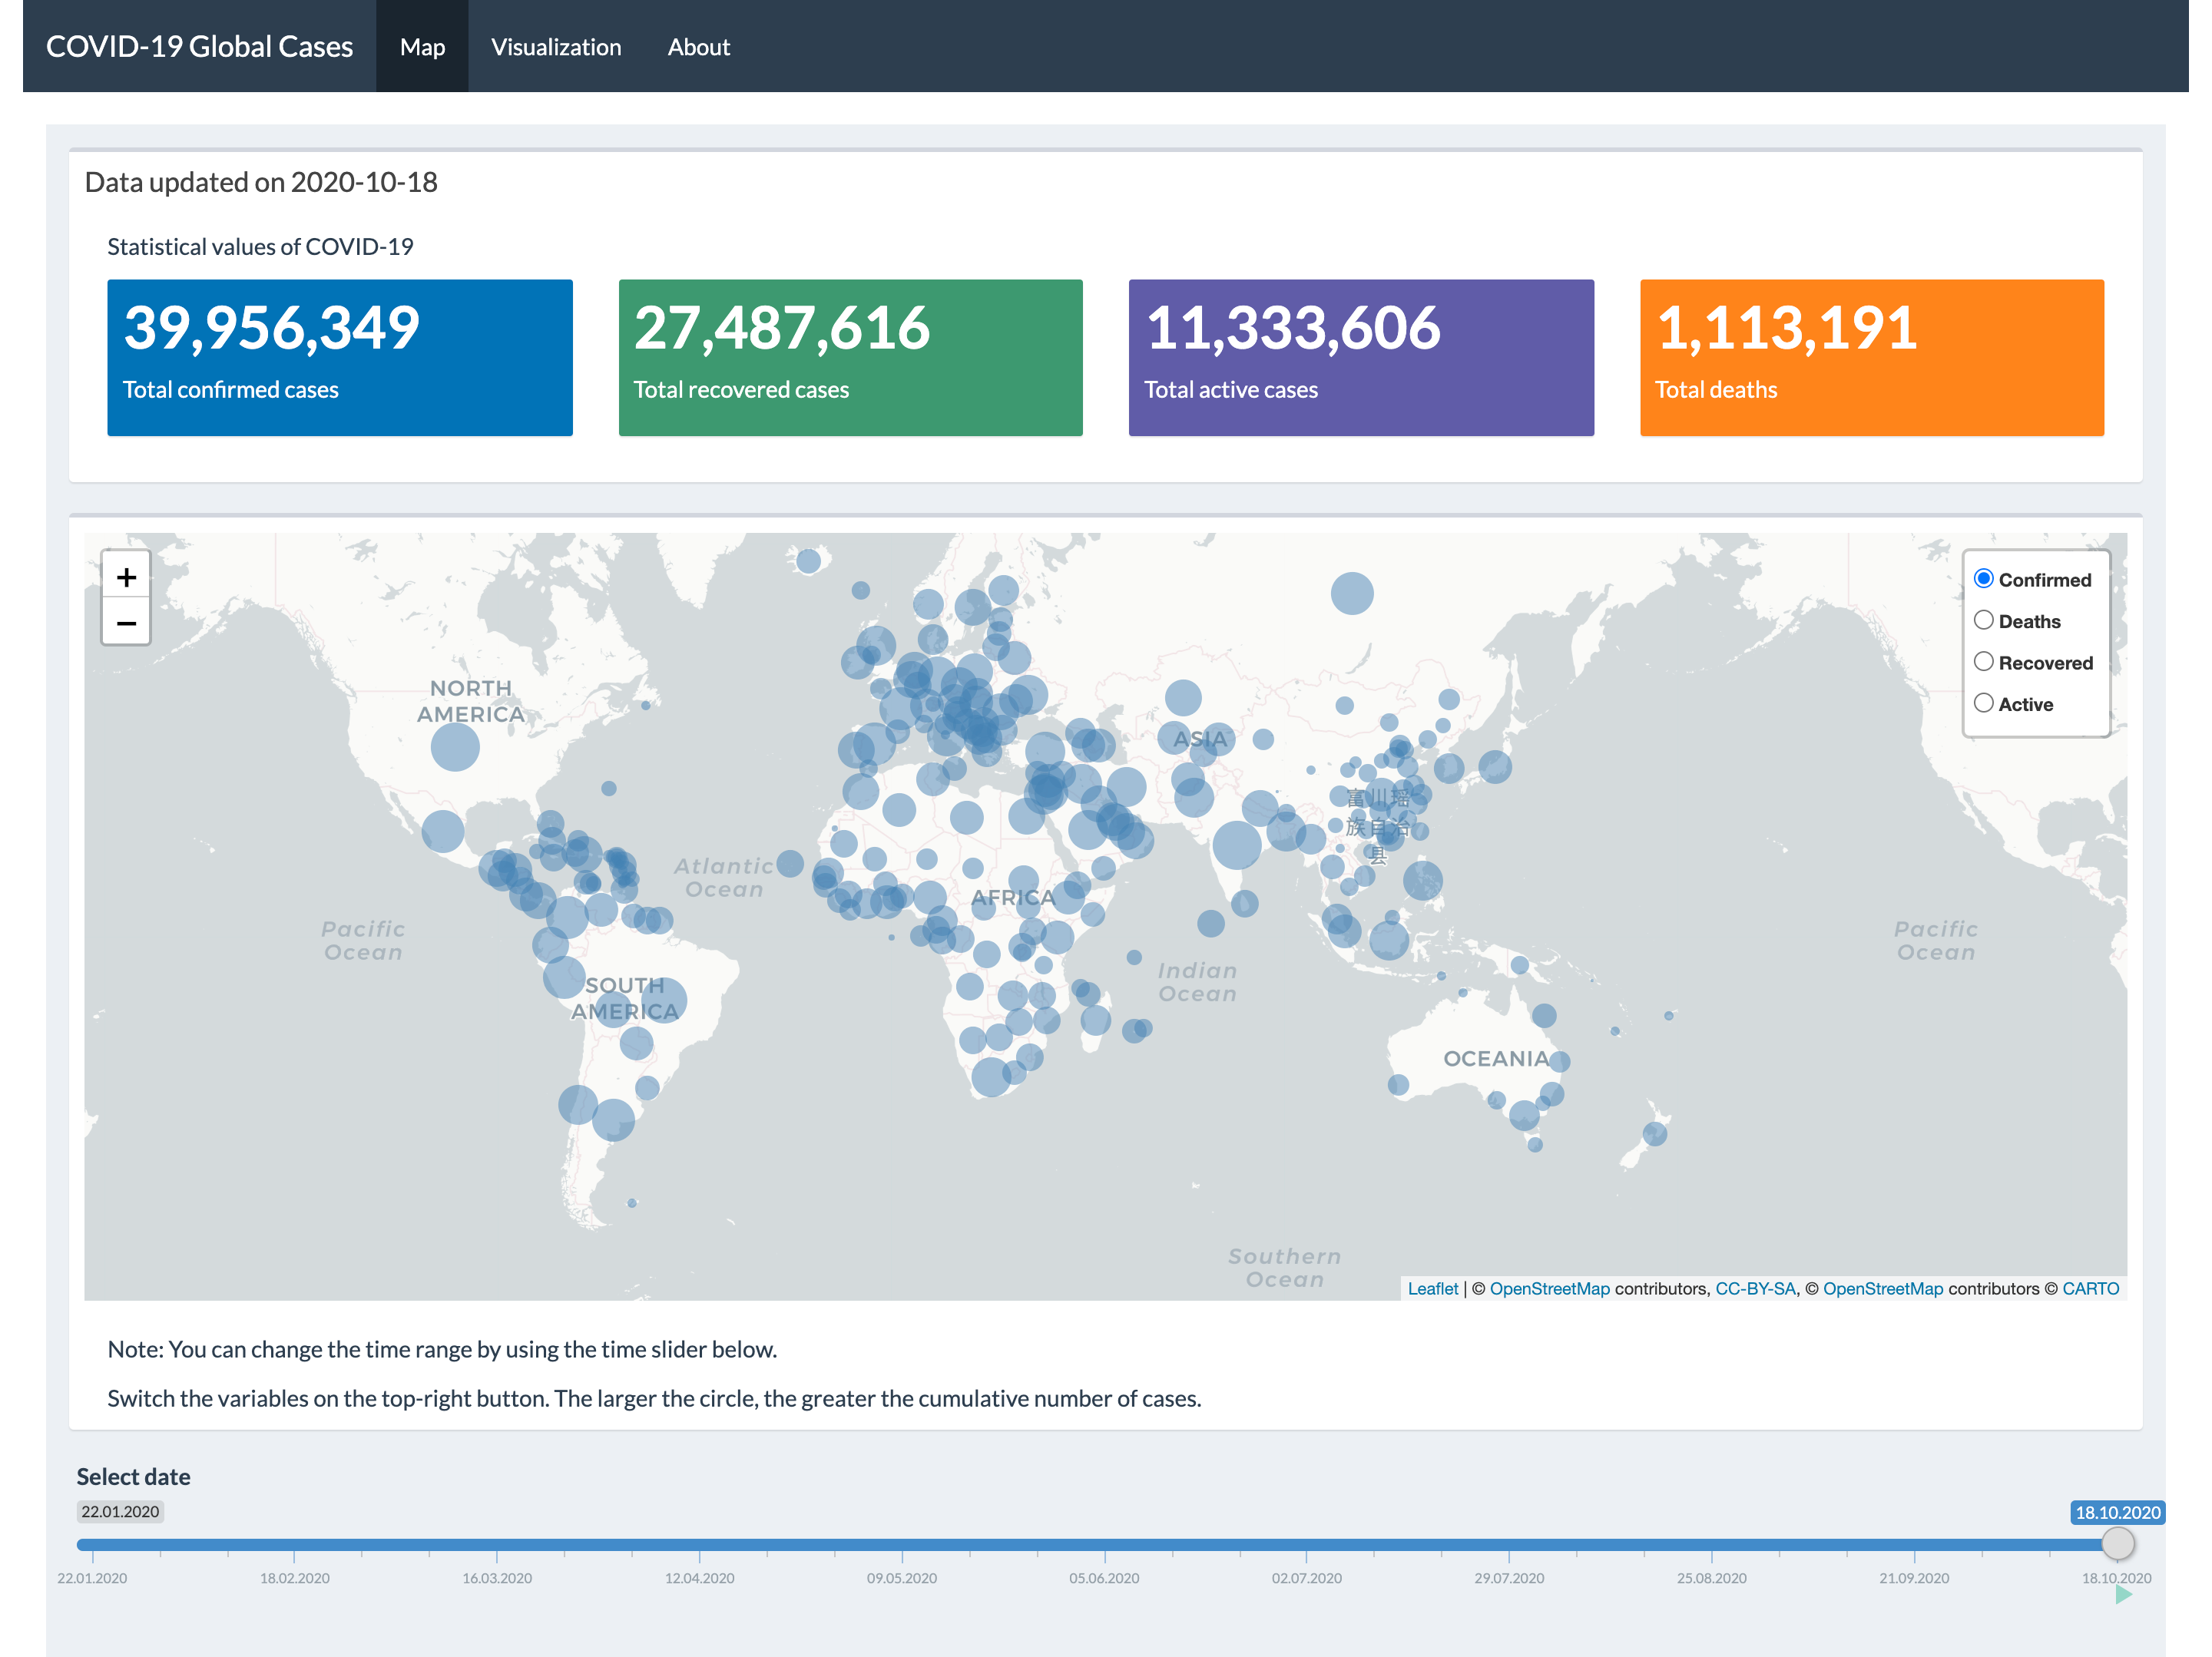 COVID-19 Global Cases Map Visualization About
Data updated on 2020-10-18
Statistical values of COVID-19
39,956,349
Total confirmed cases
27,487,616
Total recovered cases
11,333,606
Total active cases
1,113,191
Total deaths
+
−
Confirmed
Deaths
Recovered
Active
NORTH
AMERICA
ASIA
富川瑶
族自治
县
Atlantic
Ocean
AFRICA
Pacific
Ocean
Pacific
Ocean
Indian
Ocean
SOUTH
AMERICA
OCEANIA
Southern
Ocean
Leaflet | © OpenStreetMap contributors, CC-BY-SA, © OpenStreetMap contributors © CARTO
Note: You can change the time range by using the time slider below.
Switch the variables on the top-right button. The larger the circle, the greater the cumulative number of cases.
Select date
22.01.2020
18.10.2020
22.01.2020 18.02.2020 16.03.2020 12.04.2020 09.05.2020 05.06.2020 02.07.2020 29.07.2020 25.08.2020 21.09.2020 18.10.2020